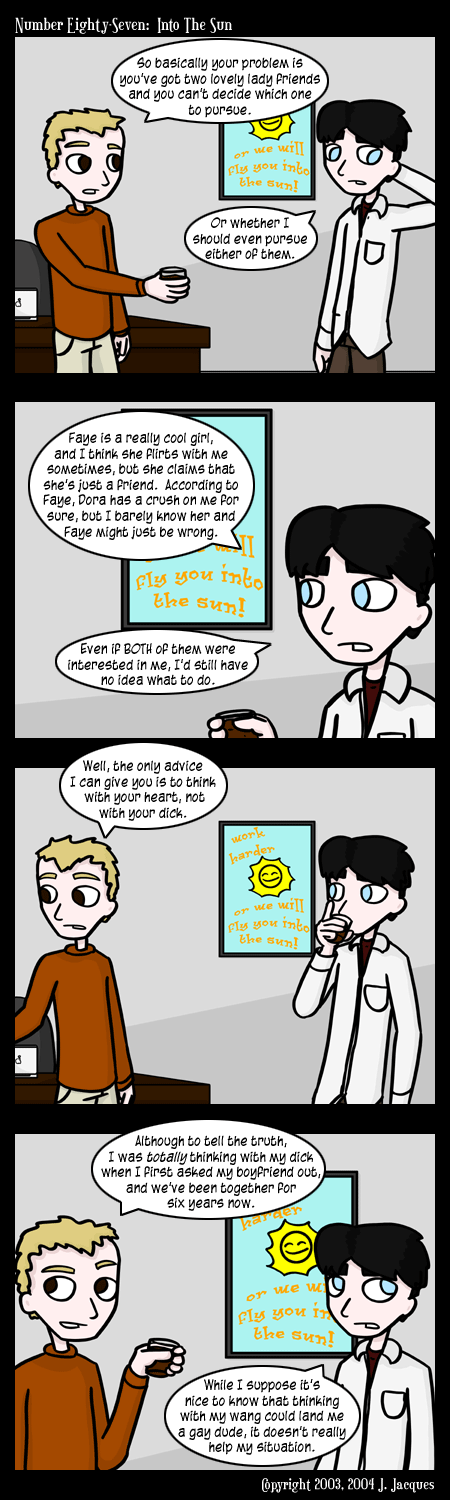 Number Eighty-Seven: Into The Sun
So basically your problem is
you've got two lovely lady friends
and you can't decide which one
to pursue.
or we will
fly you into
the sun!
Or whether I
should even pursue
either of them.
Faye is a really cool girl,
and I think she flirts with me
sometimes, but she claims that
she's just a friend. According to
Faye, Dora has a crush on me for
sure, but I barely know her and
Faye might just be wrong.
will
fly you into
the sun!
Even if BOTH of them were
interested in me, I'd still have
no idea what to do.
Well, the only advice
I can give you is to think
with your heart, not
with your dick.
work
harder
or we will
fly you into
the sun!
Although to tell the truth,
I was totally thinking with my dick
when I first asked my boyfriend out,
and we've been together for
six years now.
harder
or we wi
fly you in
the sun!
While I suppose it's
nice to know that thinking
with my wang could land me
a gay dude, it doesn't really
help my situation.
Copyright 2003, 2004 J. Jacques